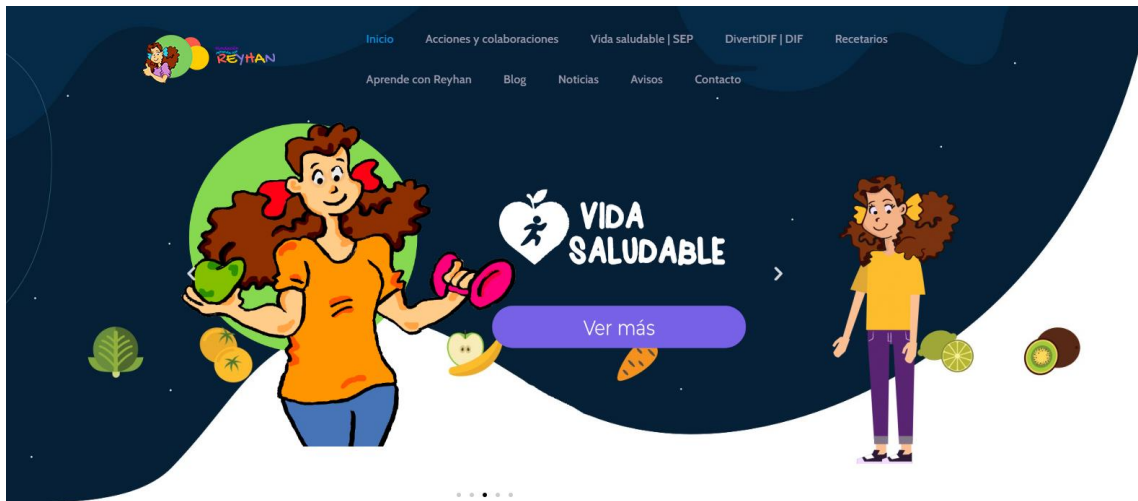 REYHAN
Inicio Acciones y colaboraciones Vida saludable | SEP DivertiDIF | DIF Recetarios
Aprende con Reyhan Blog Noticias Avisos Contacto
VIDA
SALUDABLE
Ver más